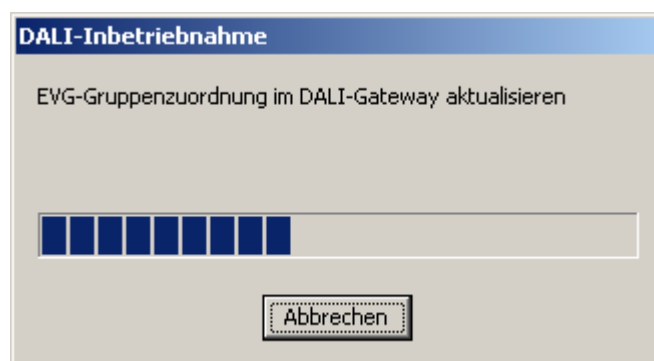 DALI-Inbetriebnahme
EVG-Gruppenzuordnung im DALI-Gateway aktualisieren
Abbrechen